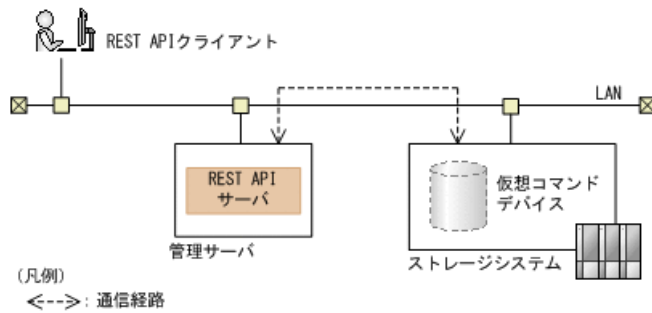 REST APIクライアント
LAN
REST API
サーバ
仮想コマンド
デバイス
管理サーバ
ストレージシステム
(凡例)
: 通信経路